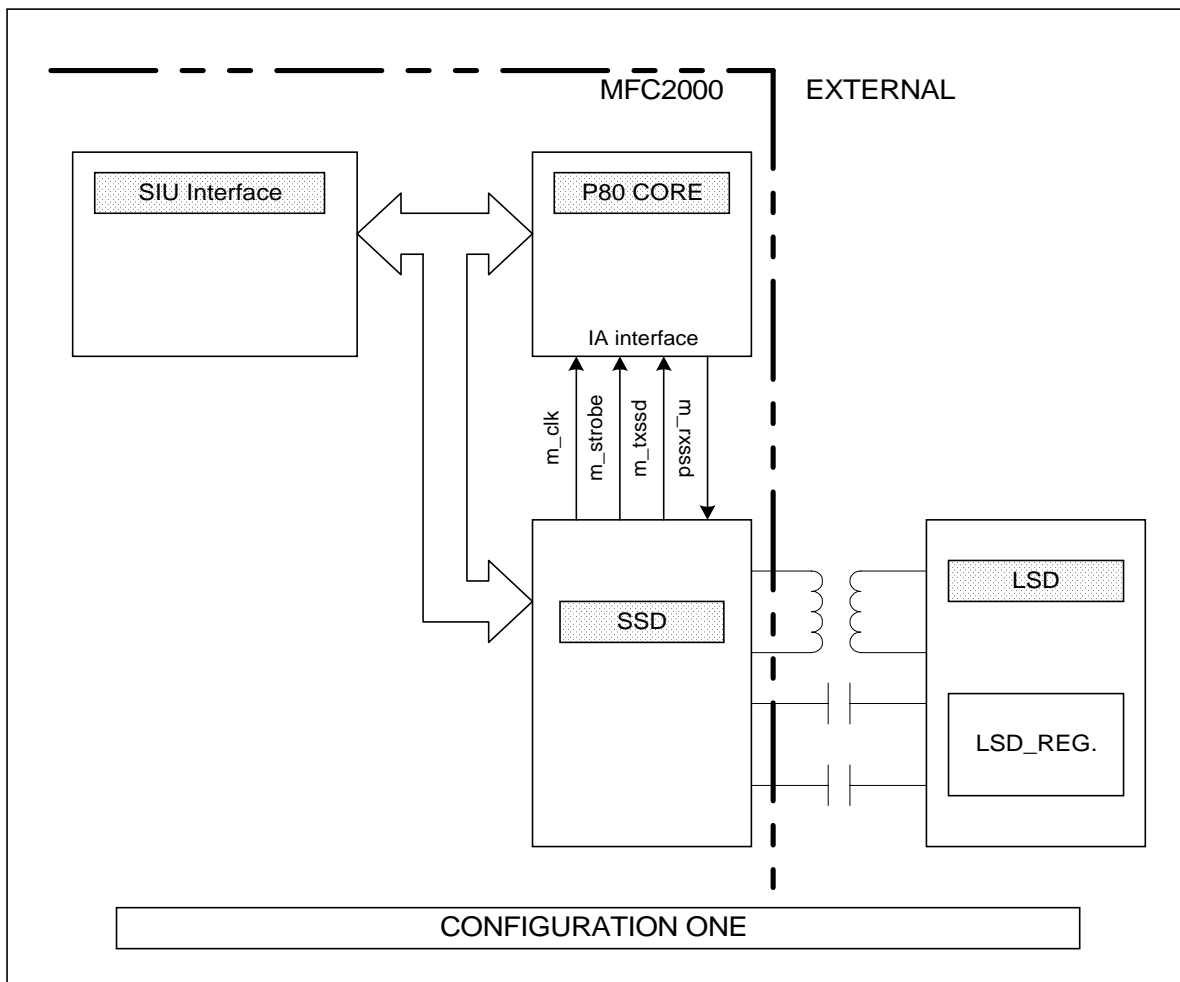 MFC2000 EXTERNAL
SIU Interface
P80 CORE
IA interface
m_clk
m_strobe
m_txssd
m_rxssd
SSD
LSD
LSD_REG.
CONFIGURATION ONE